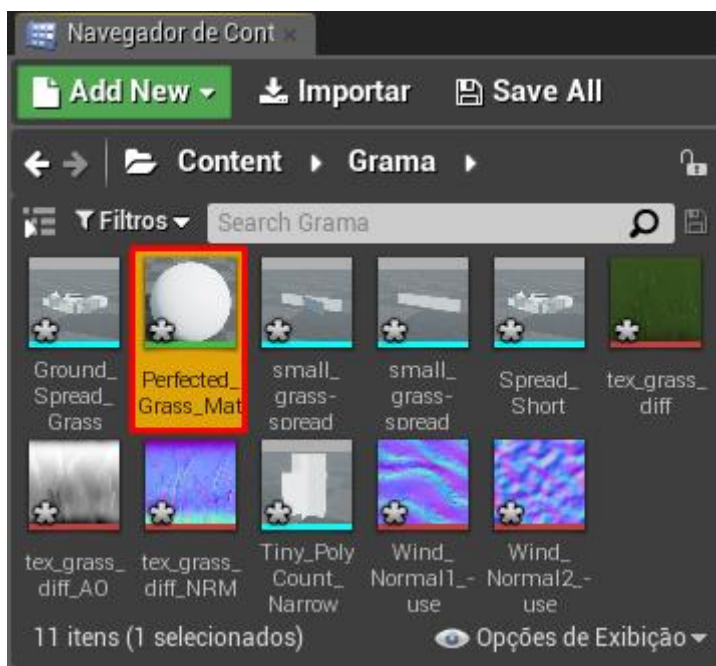 Navegador de Cont
Add New Importar Save All
Content Grama
Filtros Search Grama
Ground_
Spread_
Grass
Perfected_
Grass_Mat
small_
grass-
spread
small_
grass-
spread
Spread_
Short
tex_grass_
diff
tex_grass_
diff_AO
tex_grass_
diff_NRM
Tiny_Poly
Count_
Narrow
Wind_
Normal1_-
use
Wind_
Normal2_-
use
11 itens (1 selecionados) Opções de Exibição